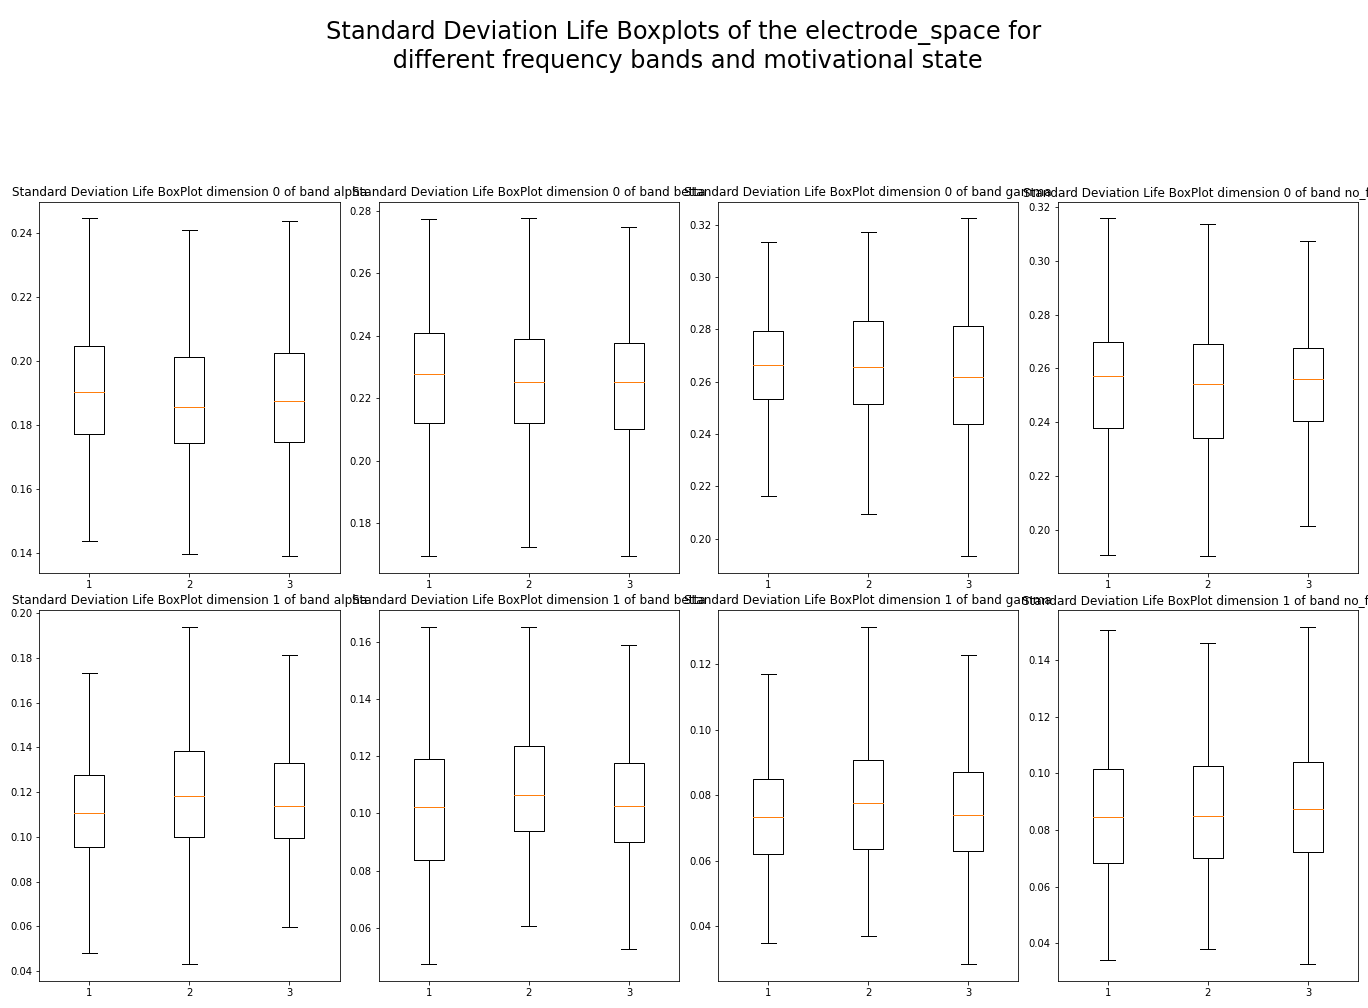 Standard Deviation Life Boxplots of the electrode_space for
different frequency bands and motivational state
Standard Deviation Life BoxPlot dimension 0 of band alpha
0.24
0.22
0.20
0.18
0.16
0.14
1 2 3
Standard Deviation Life BoxPlot dimension 0 of band betta
0.28
0.26
0.24
0.22
0.20
0.18
1 2 3
Standard Deviation Life BoxPlot dimension 0 of band gamma
0.32
0.30
0.28
0.26
0.24
0.22
0.20
1 2 3
Standard Deviation Life BoxPlot dimension 0 of band no_f
0.32
0.30
0.28
0.26
0.24
0.22
0.20
1 2 3
Standard Deviation Life BoxPlot dimension 1 of band alpha
0.20
0.18
0.16
0.14
0.12
0.10
0.08
0.06
0.04
1 2 3
Standard Deviation Life BoxPlot dimension 1 of band betta
0.16
0.14
0.12
0.10
0.08
0.06
1 2 3
Standard Deviation Life BoxPlot dimension 1 of band gamma
0.12
0.10
0.08
0.06
0.04
1 2 3
Standard Deviation Life BoxPlot dimension 1 of band no_f
0.14
0.12
0.10
0.08
0.06
0.04
1 2 3